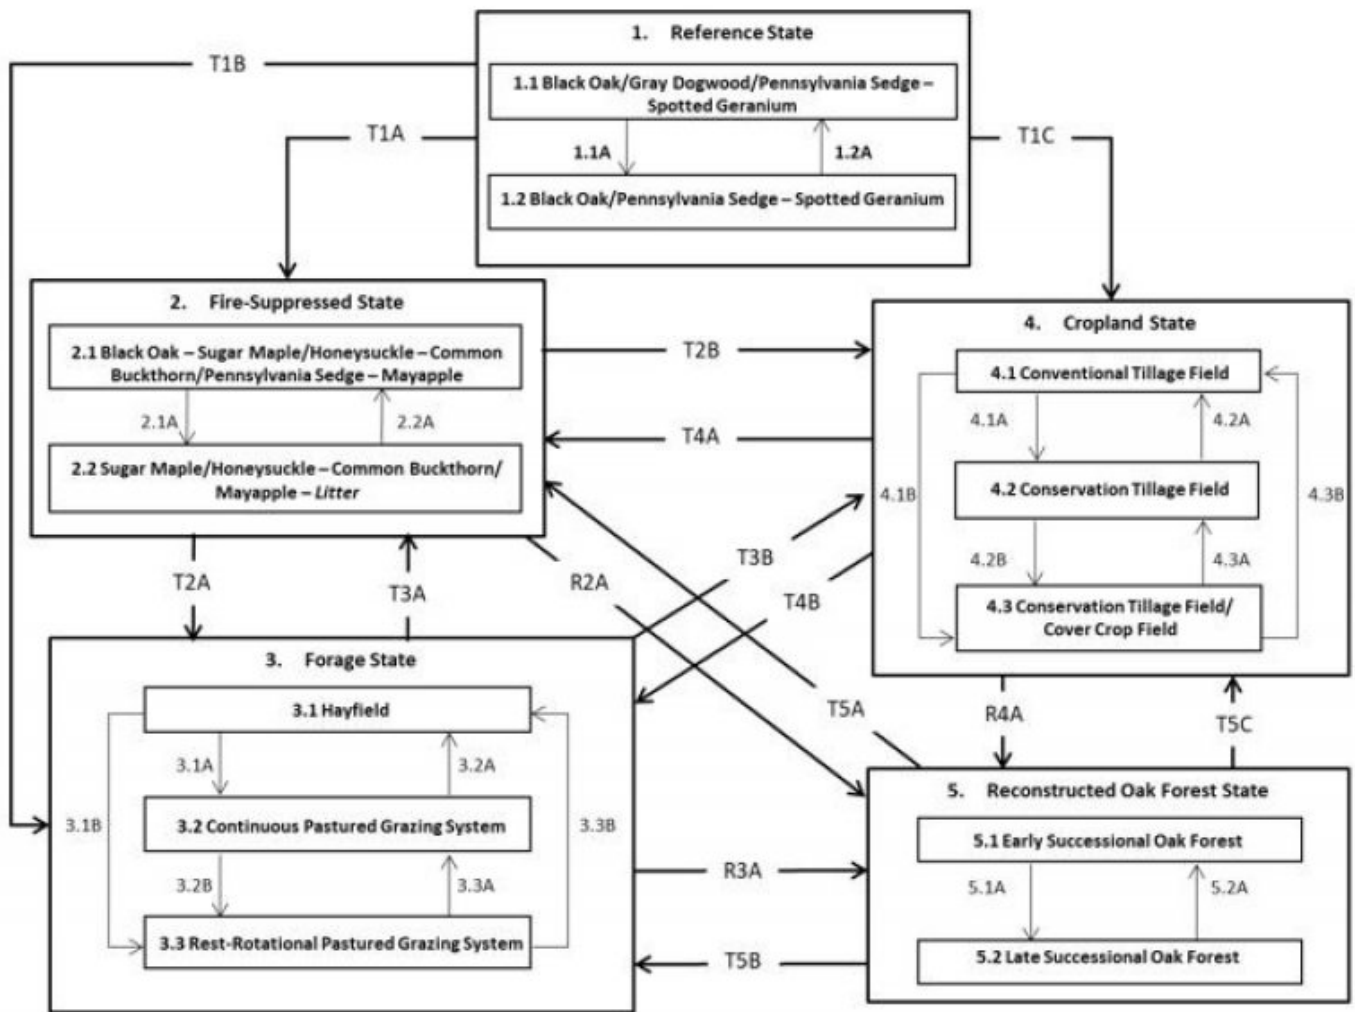 1. Reference State
T1B
1.1 Black Oak/Gray Dogwood/Pennsylvania Sedge –
Spotted Geranium
T1A
T1C
1.1A
1.2A
1.2 Black Oak/Pennsylvania Sedge – Spotted Geranium
2. Fire-Suppressed State
2.1 Black Oak – Sugar Maple/Honeysuckle – Common
Buckthorn/Pennsylvania Sedge – Mayapple
2.1A
2.2A
2.2 Sugar Maple/Honeysuckle – Common Buckthorn/
Mayapple – Litter
T2B
T4A
4. Cropland State
4.1 Conventional Tillage Field
4.1A
4.2A
4.1B
4.3B
4.2 Conservation Tillage Field
4.2B
4.3A
4.3 Conservation Tillage Field/
Cover Crop Field
T2A
T3A
R2A
T3B
T4B
T5A
R4A
T5C
3. Forage State
3.1 Hayfield
3.1A
3.2A
3.1B
3.3B
3.2 Continuous Pastured Grazing System
3.2B
3.3A
3.3 Rest-Rotational Pastured Grazing System
R3A
T5B
5. Reconstructed Oak Forest State
5.1 Early Successional Oak Forest
5.1A
5.2A
5.2 Late Successional Oak Forest